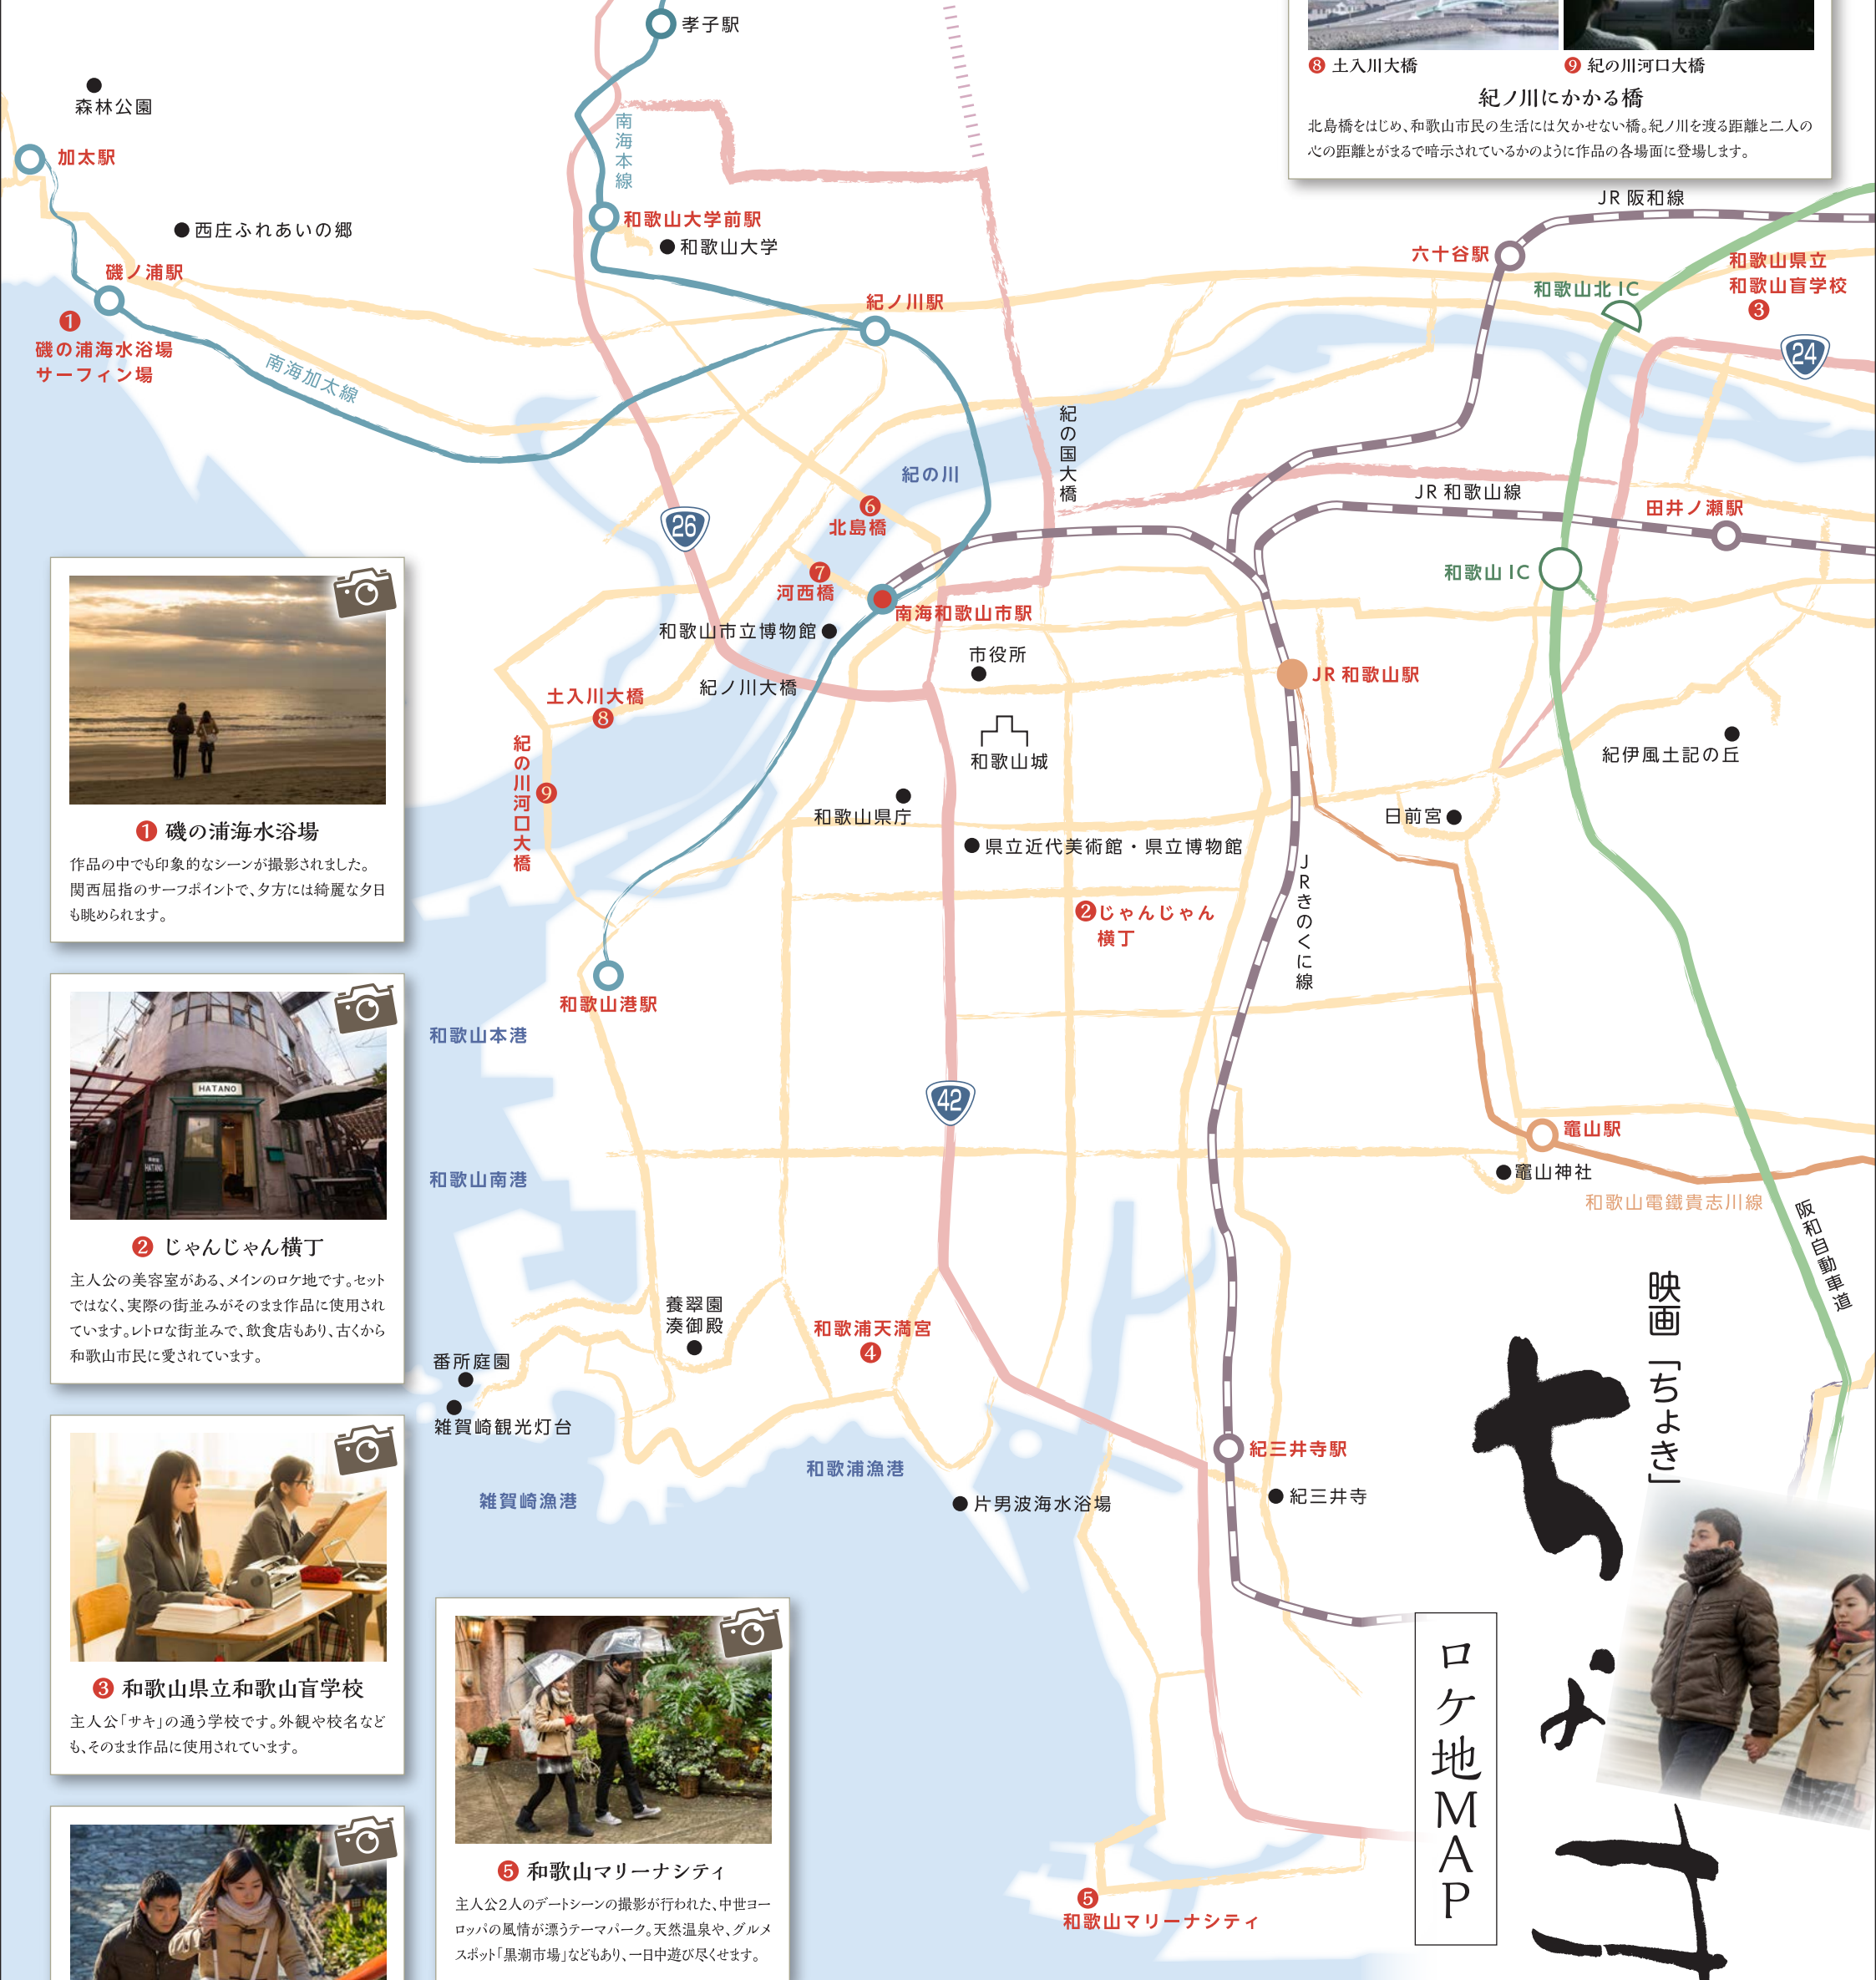 孝子駅
森林公園
加太駅
南海本線
西庄ふれあいの郷
和歌山大学前駅
和歌山大学
磯ノ浦駅
❶
磯の浦海水浴場
サーフィン場
南海加太線
紀ノ川駅
❽ 土入川大橋
❾ 紀の川河口大橋
紀ノ川にかかる橋
北島橋をはじめ、和歌山市民の生活には欠かせない橋。紀ノ川を渡る距離と二人の
心の距離とがまるで暗示されているかのように作品の各場面に登場します。
JR 阪和線
六十谷駅
和歌山北 IC
和歌山県立
和歌山盲学校
❸
24
紀の国大橋
紀の川
❻
北島橋
26
❼
河西橋
JR 和歌山線
田井ノ瀬駅
和歌山 IC
南海和歌山市駅
和歌山市立博物館
市役所
JR 和歌山駅
紀ノ川大橋
土入川大橋
❽
紀の川河口大橋
❾
和歌山城
紀伊風土記の丘
和歌山県庁
日前宮
県立近代美術館・県立博物館
JRきのくに線
❷じゃんじゃん
横丁
和歌山港駅
和歌山本港
42
和歌山南港
竈山駅
竈山神社
和歌山電鐵貴志川線
阪和自動車道
養翠園
湊御殿
和歌浦天満宮
❹
番所庭園
雑賀崎観光灯台
和歌浦漁港
雑賀崎漁港
片男波海水浴場
紀三井寺駅
紀三井寺
❺
和歌山マリーナシティ
❶ 磯の浦海水浴場
作品の中でも印象的なシーンが撮影されました。
関西屈指のサーフポイントで、夕方には綺麗な夕日
も眺められます。
HATANO
HATANO
❷ じゃんじゃん横丁
主人公の美容室がある、メインのロケ地です。セット
ではなく、実際の街並みがそのまま作品に使用され
ています。レトロな街並みで、飲食店もあり、古くから
和歌山市民に愛されています。
❸ 和歌山県立和歌山盲学校
主人公「サキ」の通う学校です。外観や校名など
も、そのまま作品に使用されています。
❺ 和歌山マリーナシティ
主人公2人のデートシーンの撮影が行われた、中世ヨー
ロッパの風情が漂うテーマパーク。天然温泉や、グルメ
スポット「黒潮市場」などもあり、一日中遊び尽くせます。
映画「ちょき」
ちょき
ロケ地MAP